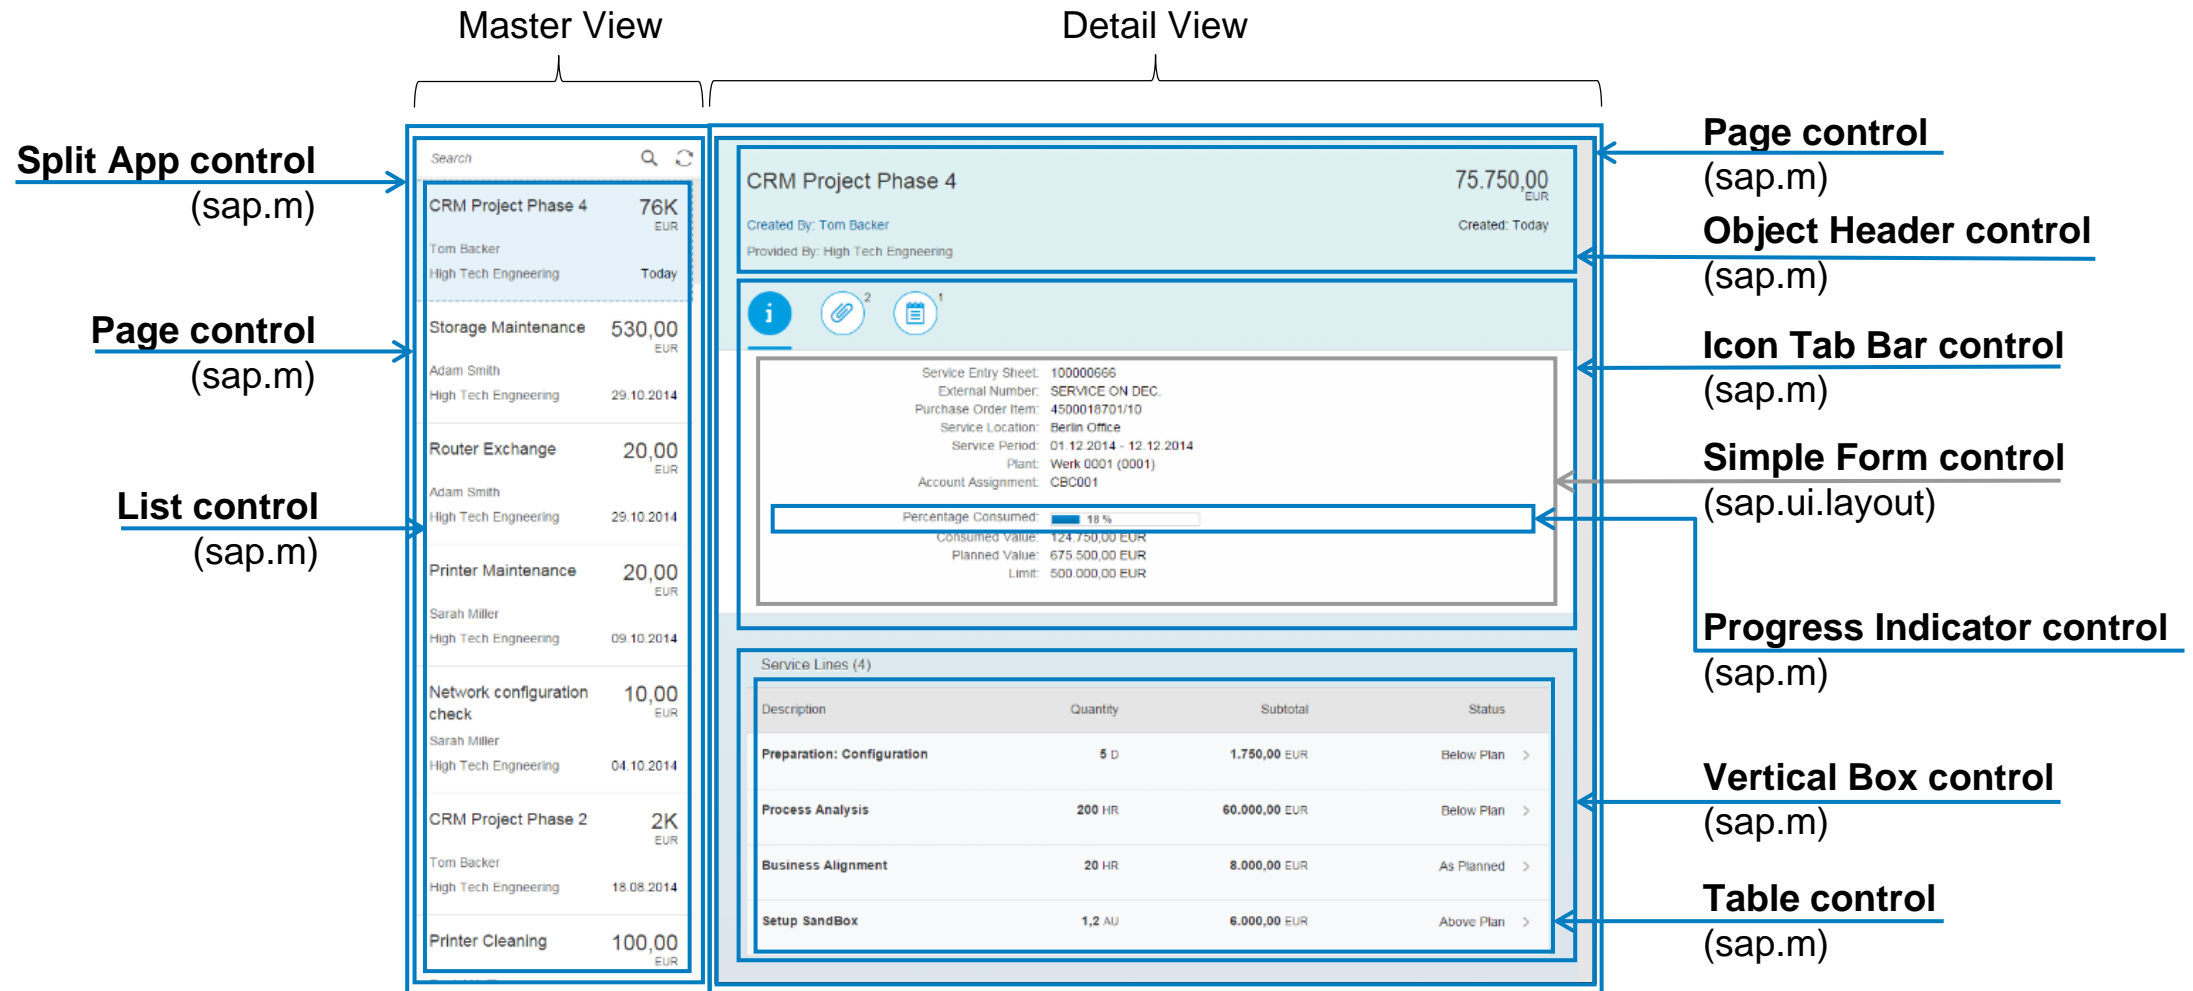 Master View
Detail View
Split App control
(sap.m)
Page control
(sap.m)
List control
(sap.m)
Search
CRM Project Phase 4 76K
EUR
Tom Backer
High Tech Engneering Today
Storage Maintenance 530,00
EUR
Adam Smith
High Tech Engneering 29.10.2014
Router Exchange 20,00
EUR
Adam Smith
High Tech Engneering 29.10.2014
Printer Maintenance 20,00
EUR
Sarah Miller
High Tech Engneering 09.10.2014
Network configuration 10,00
check EUR
Sarah Miller
High Tech Engneering 04.10.2014
CRM Project Phase 2 2K
EUR
Tom Backer
High Tech Engneering 18.08.2014
Printer Cleaning 100,00
EUR
CRM Project Phase 4 75.750,00
EUR
Created By: Tom Backer Created: Today
Provided By: High Tech Engneering
i 2 1
Service Entry Sheet: 100000666
External Number: SERVICE ON DEC.
Purchase Order Item: 4500018701/10
Service Location: Berlin Office
Service Period: 01.12.2014 - 12.12.2014
Plant: Werk 0001 (0001)
Account Assignment: CBC001
Percentage Consumed: 18 %
Consumed Value: 124.750,00 EUR
Planned Value: 675.500,00 EUR
Limit: 500.000,00 EUR
Service Lines (4)
Description Quantity Subtotal Status
Preparation: Configuration 5 D 1.750,00 EUR Below Plan
Process Analysis 200 HR 60.000,00 EUR Below Plan
Business Alignment 20 HR 8.000,00 EUR As Planned
Setup SandBox 1,2 AU 6.000,00 EUR Above Plan
Page control
(sap.m)
Object Header control
(sap.m)
Icon Tab Bar control
(sap.m)
Simple Form control
(sap.ui.layout)
Progress Indicator control
(sap.m)
Vertical Box control
(sap.m)
Table control
(sap.m)